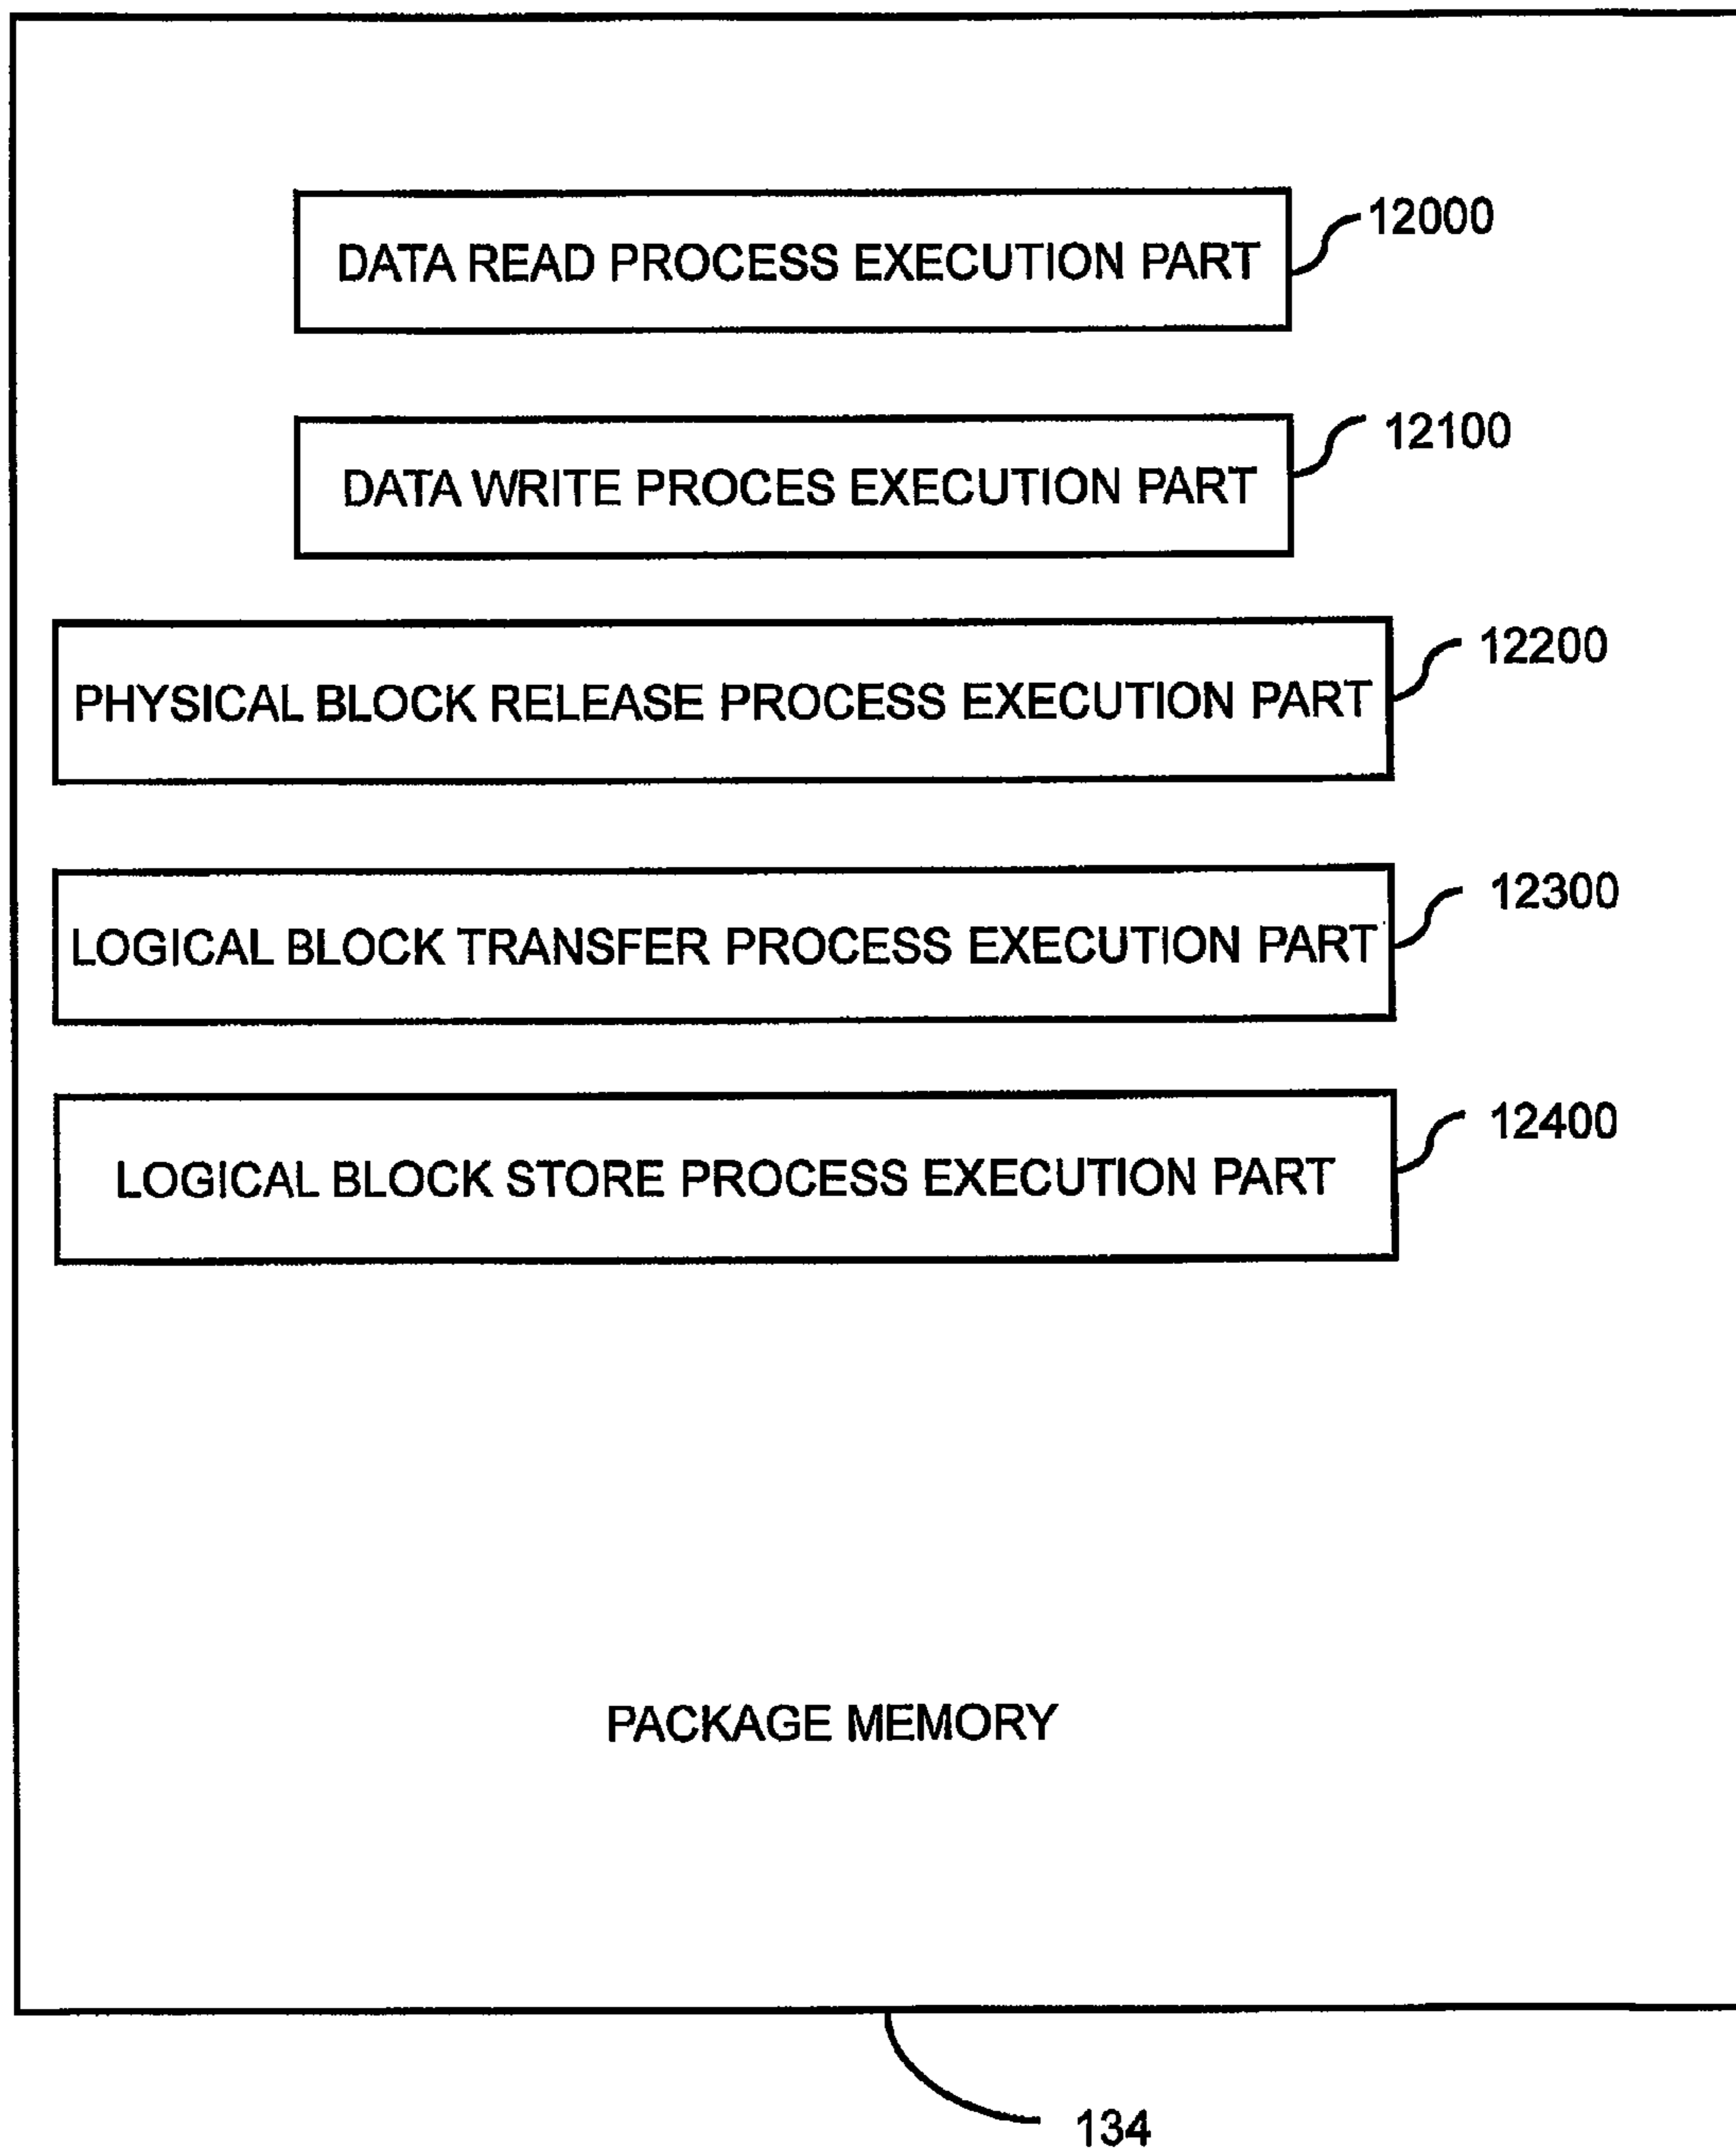 12000
DATA READ PROCESS EXECUTION PART
12100
DATA WRITE PROCES EXECUTION PART
12200
PHYSICAL BLOCK RELEASE PROCESS EXECUTION PART
12300
LOGICAL BLOCK TRANSFER PROCESS EXECUTION PART
12400
LOGICAL BLOCK STORE PROCESS EXECUTION PART
PACKAGE MEMORY
134